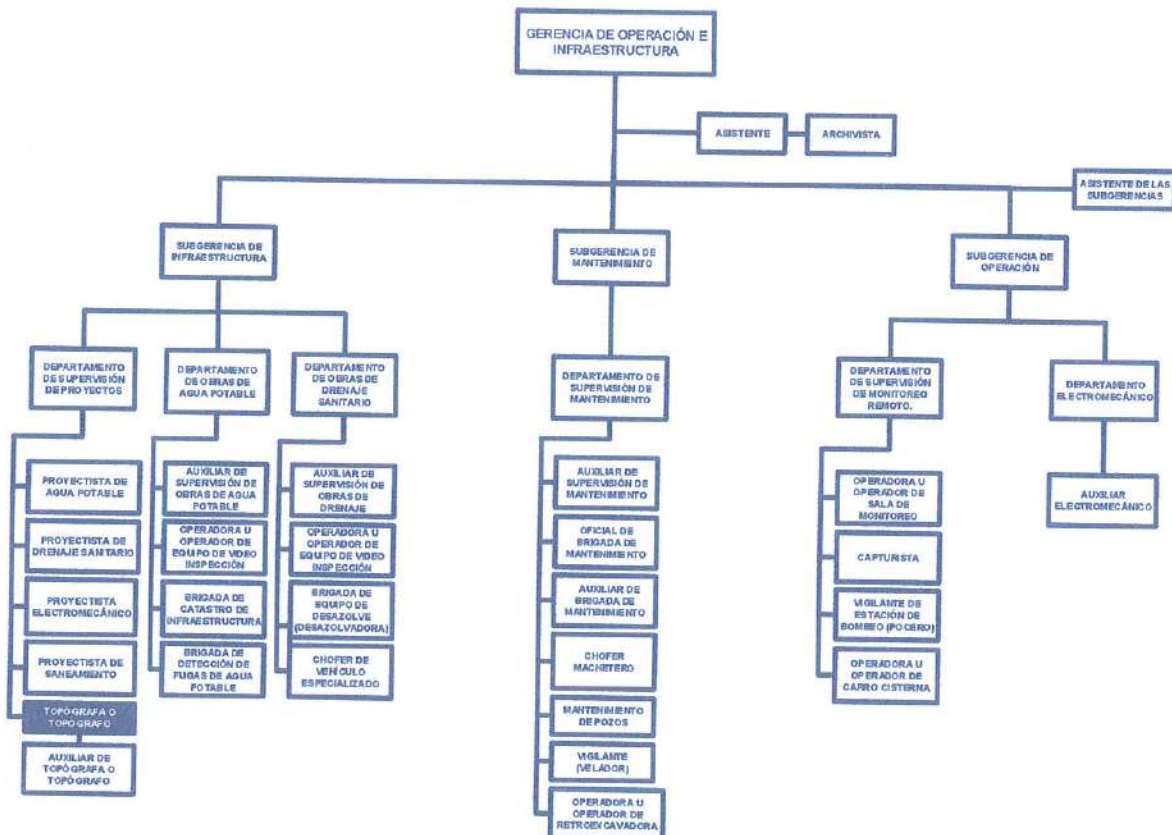 GERENCIA DE OPERACIÓN E
INFRAESTRUCTURA
ASISTENTE
ARCHIVISTA
ASISTENTE DE LAS
SUBGERENCIAS
SUBGERENCIA DE
INFRAESTRUCTURA
SUBGERENCIA DE
MANTENIMIENTO
SUBGERENCIA DE
OPERACIÓN
DEPARTAMENTO
DE SUPERVISIÓN
DE PROYECTOS
DEPARTAMENTO
DE OBRAS DE
AGUA POTABLE
DEPARTAMENTO
DE OBRAS DE
DRENAJE
SANITARIO
DEPARTAMENTO DE
SUPERVISIÓN DE
MANTENIMIENTO
DEPARTAMENTO
DE SUPERVISIÓN
DE MONITOREO
REMOTO.
DEPARTAMENTO
ELECTROMECÁNICO
PROYECTISTA DE
AGUA POTABLE
PROYECTISTA
DE DRENAJE SANITARIO
PROYECTISTA
ELECTROMECÁNICO
PROYECTISTA DE
SANEAMIENTO
TOPÓGRAFA O
TOPÓGRAFO
AUXILIAR DE
TOPÓGRAFA O
TOPÓGRAFO
AUXILIAR DE
SUPERVISIÓN DE
OBRAS DE AGUA
POTABLE
OPERADORA U
OPERADOR DE
EQUIPO DE VIDEO
INSPECCIÓN
BRIGADA DE
CATASTRO DE
INFRAESTRUCTURA
BRIGADA DE
DETECCIÓN DE
FUGAS DE AGUA
POTABLE
AUXILIAR DE
SUPERVISIÓN DE
OBRAS DE
DRENAJE
OPERADORA U
OPERADOR DE
EQUIPO DE VIDEO
INSPECCIÓN
BRIGADA DE
EQUIPO DE
DESAZOLVE
(DESAZOLVADORA)
CHOFER DE
VEHÍCULO
ESPECIALIZADO
AUXILIAR DE
SUPERVISIÓN DE
MANTENIMIENTO
OFICIAL DE
BRIGADA DE
MANTENIMIENTO
AUXILIAR DE
BRIGADA DE
MANTENIMIENTO
CHOFER
MACHETERO
MANTENIMIENTO
DE POZOS
VIGILANTE
(VELADOR)
OPERADORA U
OPERADOR DE
RETROEXCAVADORA
OPERADORA U
OPERADOR DE
SALA DE
MONITOREO
CAPTURISTA
VIGILANTE DE
ESTACIÓN DE
BOMBEO (POCERO)
OPERADORA U
OPERADOR DE
CARRO CISTERNA
AUXILIAR
ELECTROMECÁNICO